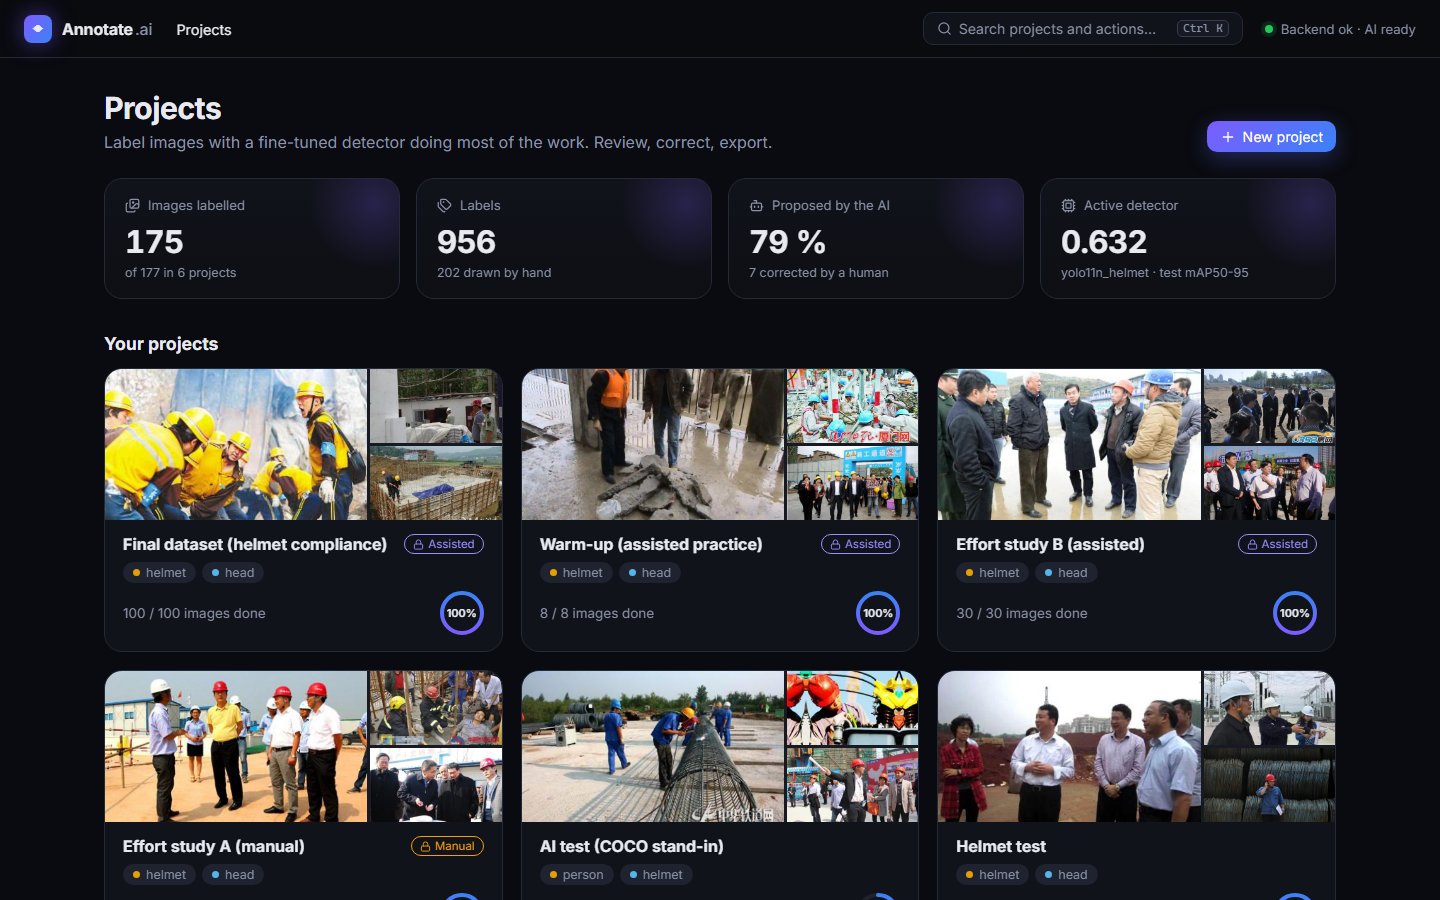 Annotate.ai Projects Search projects and actions... Ctrl K Backend ok · AI ready
Projects
Label images with a fine-tuned detector doing most of the work. Review, correct, export.
New project
Images labelled
175
of 177 in 6 projects
Labels
956
202 drawn by hand
Proposed by the AI
79 %
7 corrected by a human
Active detector
0.632
yolo11n_helmet · test mAP50-95
Your projects
Final dataset (helmet compliance) Assisted
helmet head
100 / 100 images done 100%
Warm-up (assisted practice) Assisted
helmet head
8 / 8 images done 100%
Effort study B (assisted) Assisted
helmet head
30 / 30 images done 100%
Effort study A (manual) Manual
helmet head
AI test (COCO stand-in)
person helmet
Helmet test
helmet head